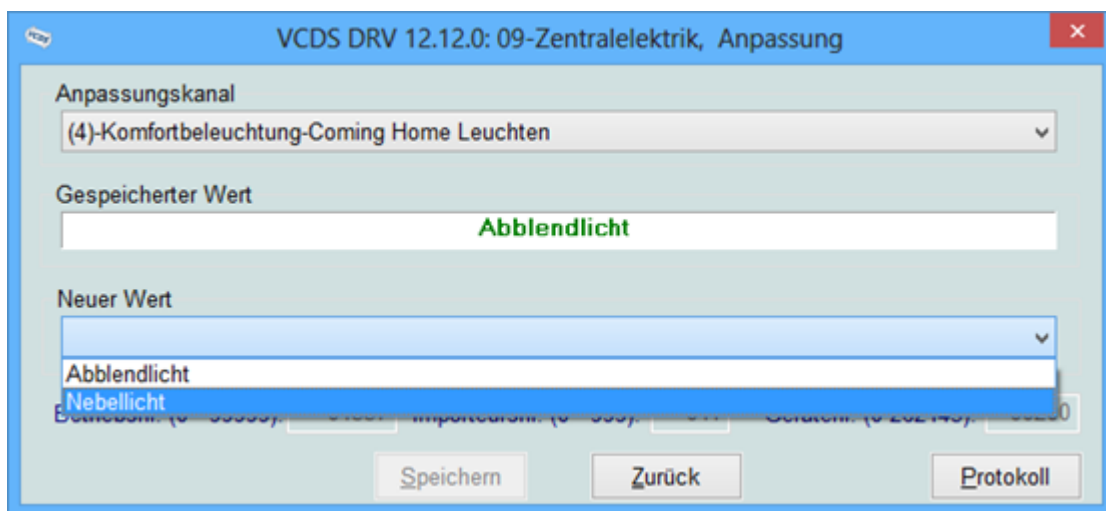 VCDS
VCDS DRV 12.12.0: 09-Zentralelektrik, Anpassung
Anpassungskanal
(4)-Komfortbeleuchtung-Coming Home Leuchten
Gespeicherter Wert
Abblendlicht
Neuer Wert
Abblendlicht
Nebellicht
Speichern
Zurück
Protokoll